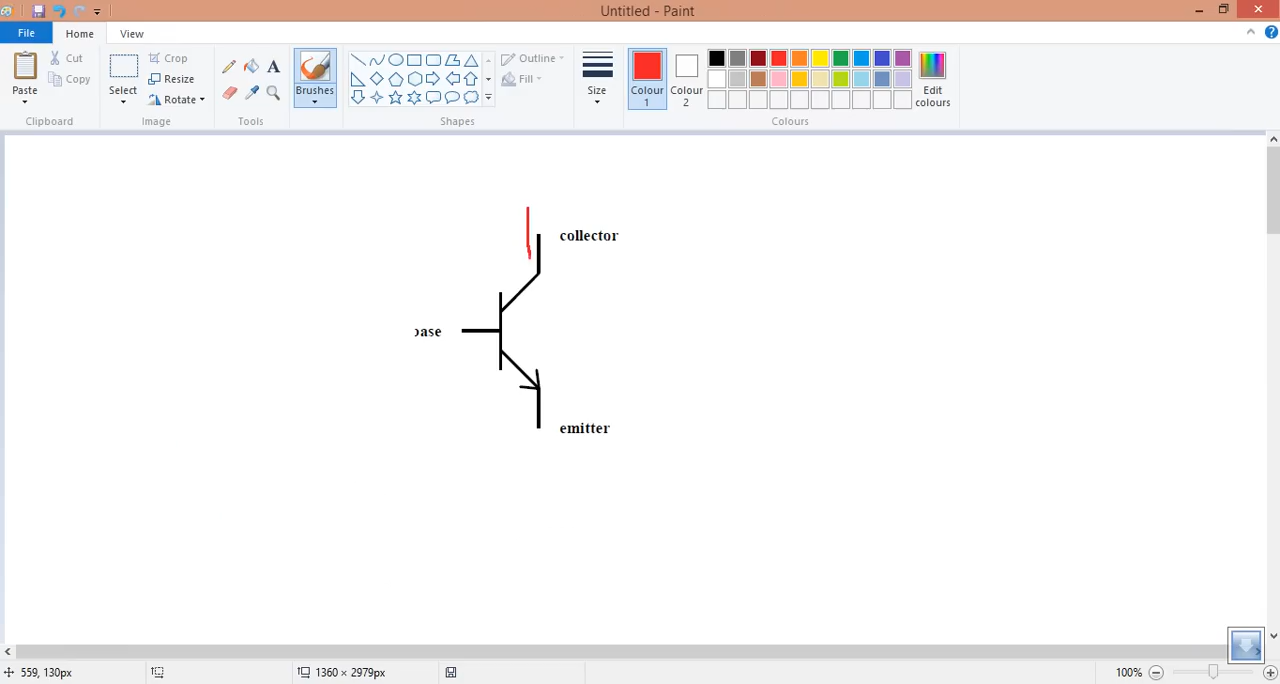 Untitled - Paint
File Home View
Paste
Cut
Copy
Clipboard
Select
Crop
Resize
Rotate
Image
A
Tools
Brushes
Outline
Fill
Shapes
Size
Colour 1
Colour 2
Edit colours
Colours
collector
base
emitter
559, 130px
1360 × 2979px
100%